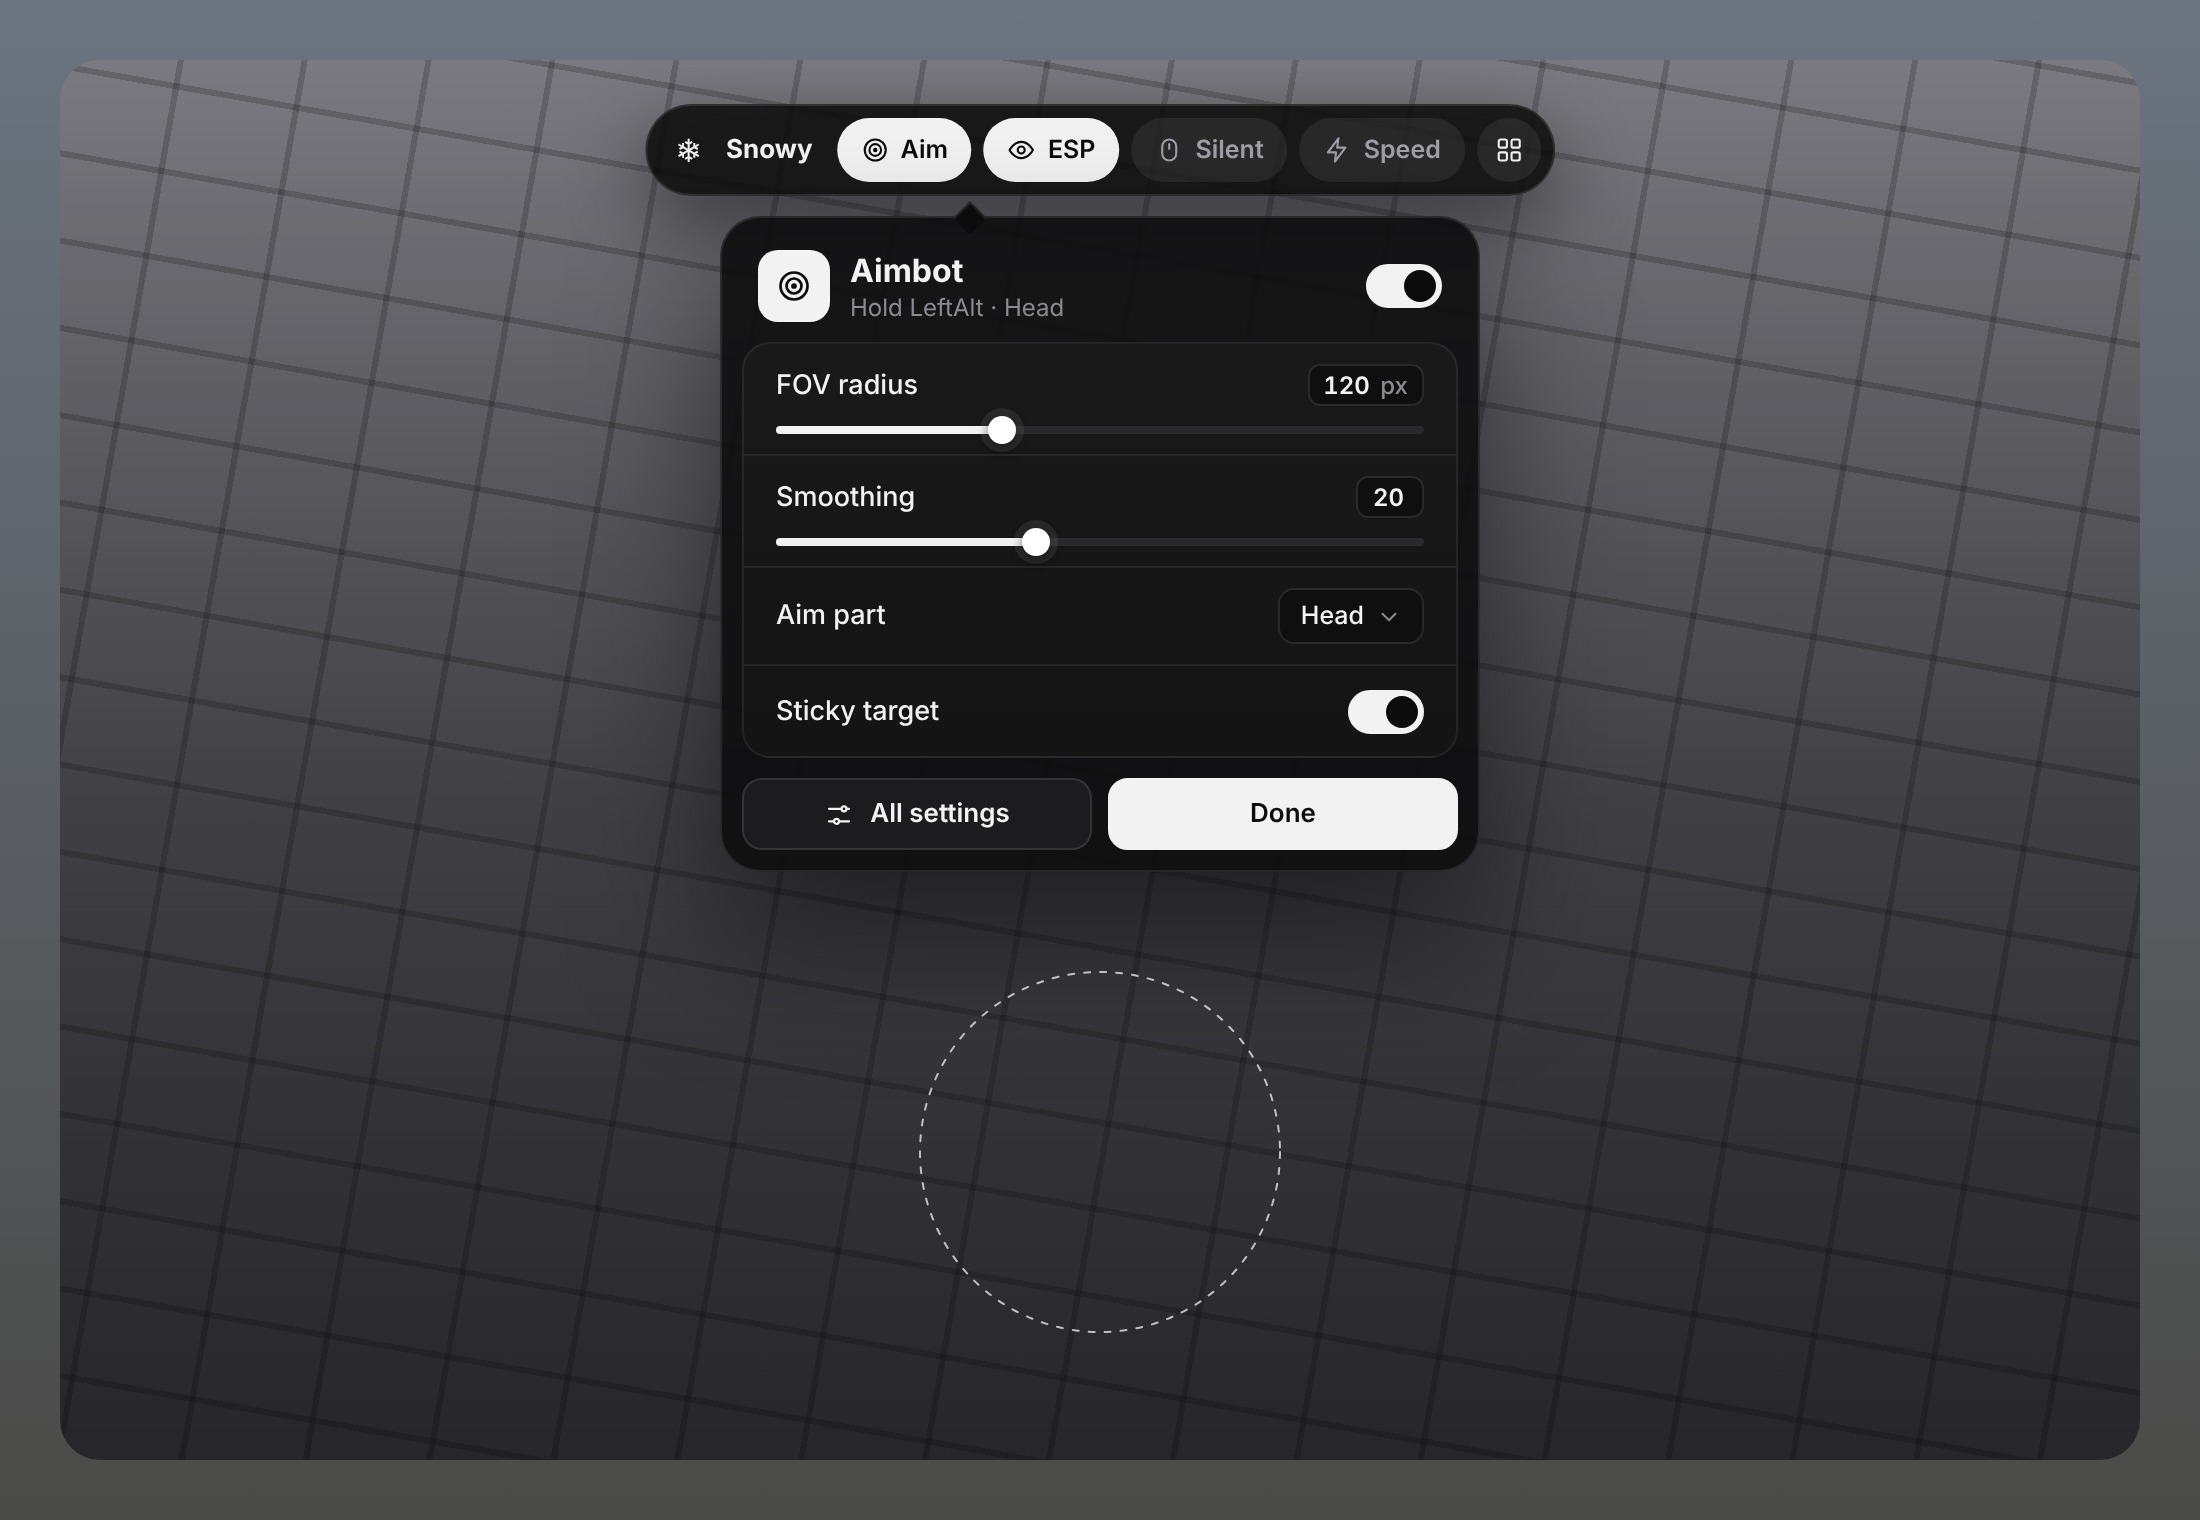 Snowy Aim ESP Silent Speed
Aimbot
Hold LeftAlt · Head
FOV radius 120 px
Smoothing 20
Aim part Head
Sticky target
All settings Done